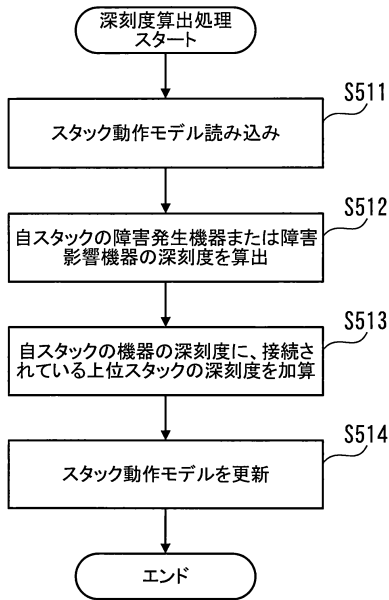 深刻度算出処理
スタート
S511
スタック動作モデル読み込み
S512
自スタックの障害発生機器または障害
影響機器の深刻度を算出
S513
自スタックの機器の深刻度に、接続さ
れている上位スタックの深刻度を加算
S514
スタック動作モデルを更新
エンド